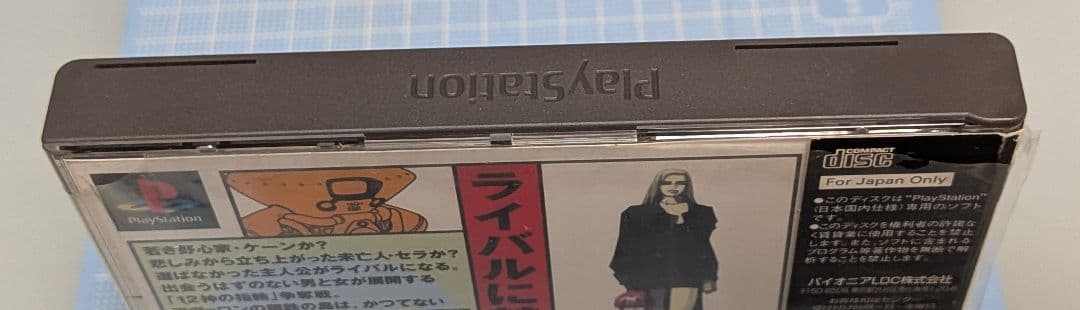 PlayStation
PlayStation
若き野心家・ケーンか?
悲しみから立ち上がった未亡人・セラか?
選ばなかった主人公がライバルになる。
出会うはずのない男と女が展開する
「12神の指輪」争奪戦。
ライバルに
COMPACT
disc
For Japan Only
●このディスクは"PlayStation"
(日本国内仕様)専用のソフト
です。
●このディスクを権利者の許諾な
く賃貸業に使用することを禁止
します。また、ソフトに含まれる
プログラム等著作物を無断で解
析することを禁止します。
パイオニアLDC株式会社